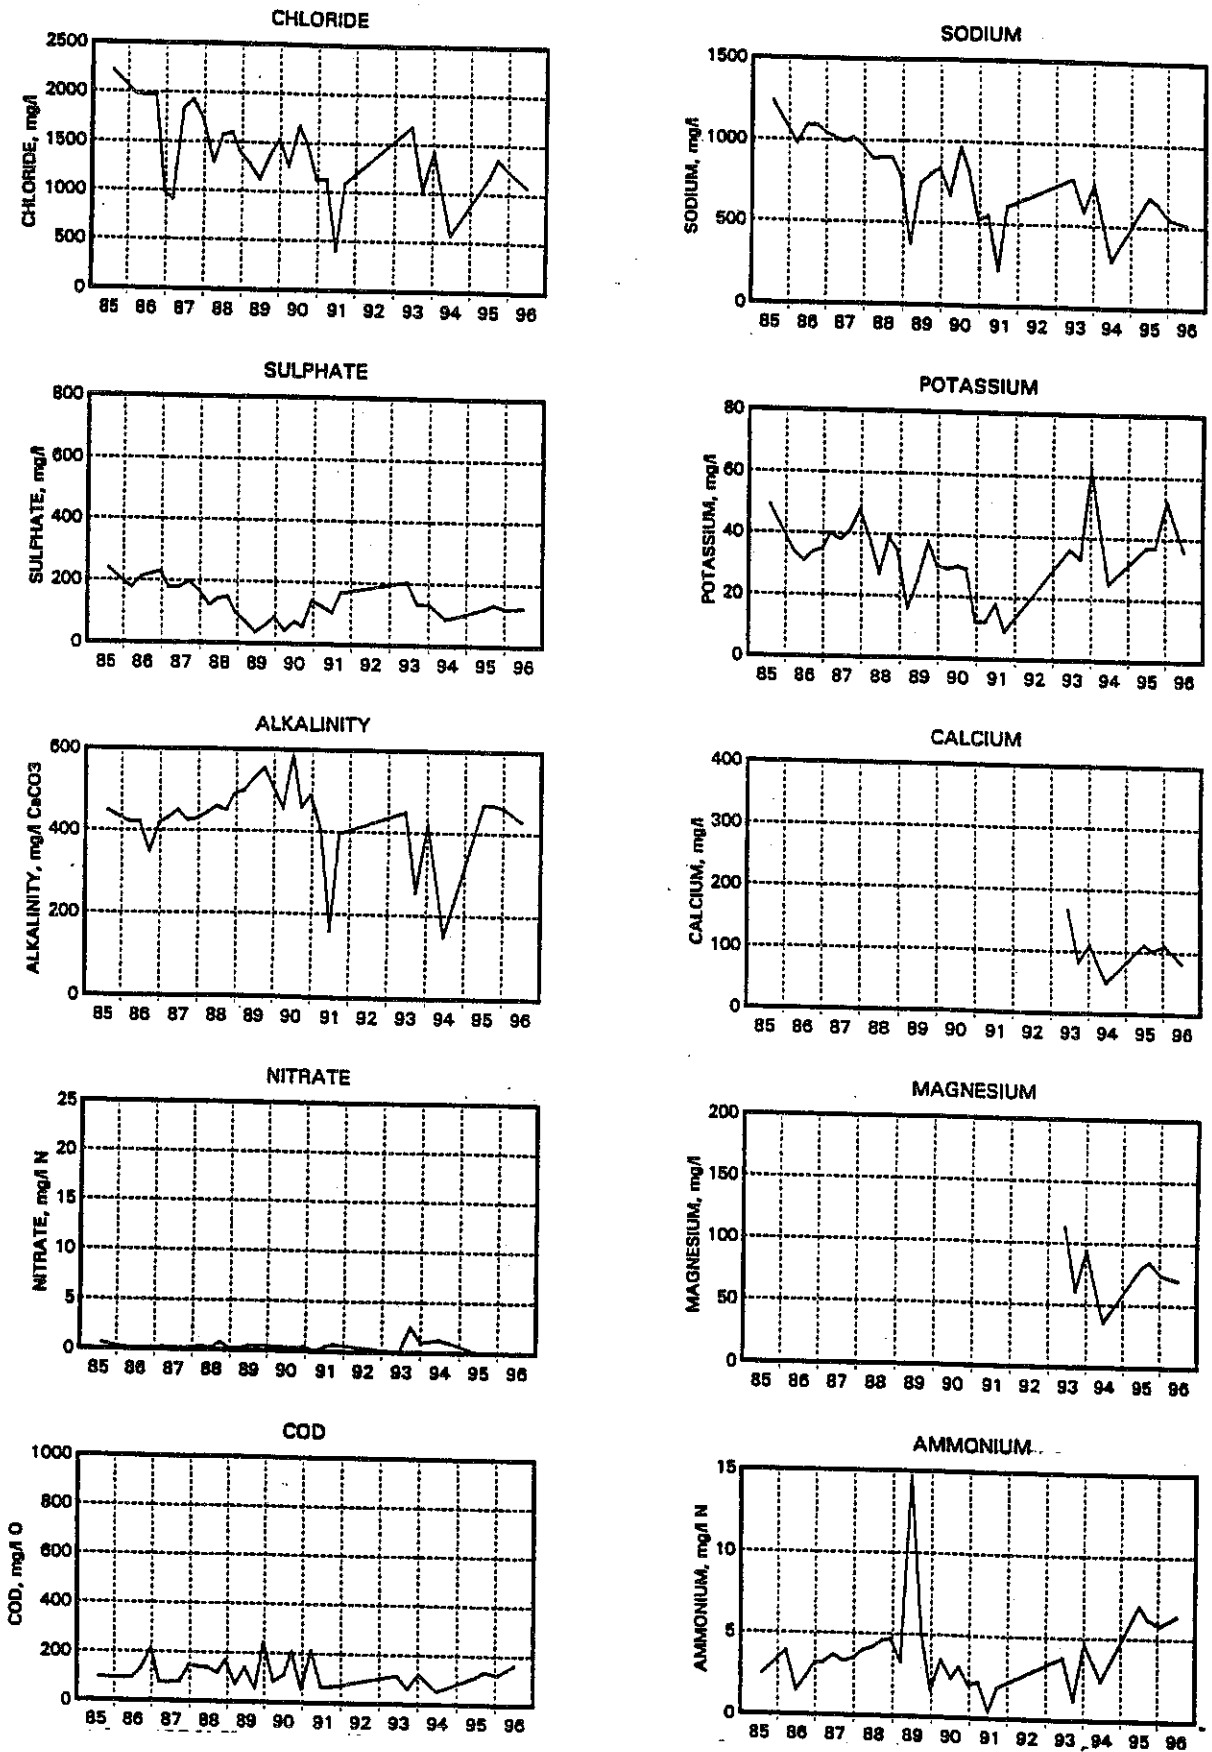 CHLORIDE
CHLORIDE, mg/l
2500
2000
1500
1000
500
0
85 86 87 88 89 90 91 92 93 94 95 96
SODIUM
SODIUM, mg/l
1500
1000
500
0
85 86 87 88 89 90 91 92 93 94 95 96
SULPHATE
SULPHATE, mg/l
800
600
400
200
0
85 86 87 88 89 90 91 92 93 94 95 96
POTASSIUM
POTASSIUM, mg/l
80
60
40
20
0
85 86 87 88 89 90 91 92 93 94 95 96
ALKALINITY
ALKALINITY, mg/l CaCO3
600
400
200
0
85 86 87 88 89 90 91 92 93 94 95 96
CALCIUM
CALCIUM, mg/l
400
300
200
100
0
85 86 87 88 89 90 91 92 93 94 95 96
NITRATE
NITRATE, mg/l N
25
20
15
10
5
0
85 86 87 88 89 90 91 92 93 94 95 96
MAGNESIUM
MAGNESIUM, mg/l
200
150
100
50
0
85 86 87 88 89 90 91 92 93 94 95 96
COD
COD, mg/l O
1000
800
600
400
200
0
85 86 87 88 89 90 91 92 93 94 95 96
AMMONIUM
AMMONIUM, mg/l N
15
10
5
0
85 86 87 88 89 90 91 92 93 94 95 96